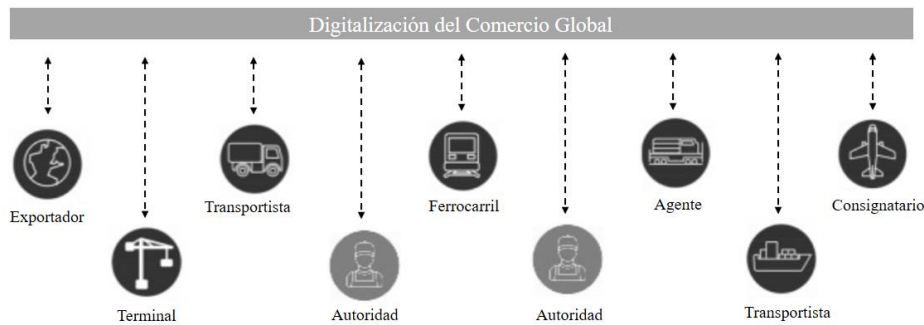 Digitalización del Comercio Global
Exportador
Transportista
Ferrocarril
Agente
Consignatario
Terminal
Autoridad
Autoridad
Transportista